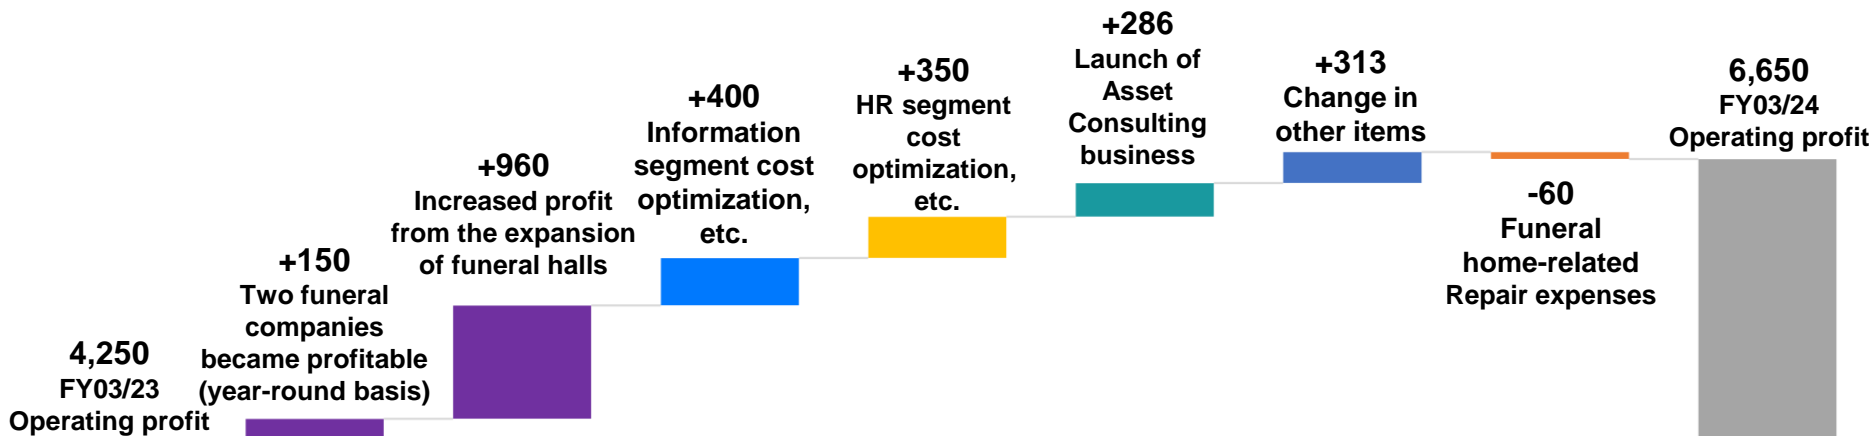 4,250
FY03/23
Operating profit
+150
Two funeral
companies
became profitable
(year-round basis)
+960
Increased profit
from the expansion
of funeral halls
+400
Information
segment cost
optimization,
etc.
+350
HR segment
cost
optimization,
etc.
+286
Launch of
Asset
Consulting
business
+313
Change in
other items
-60
Funeral
home-related
Repair expenses
6,650
FY03/24
Operating profit